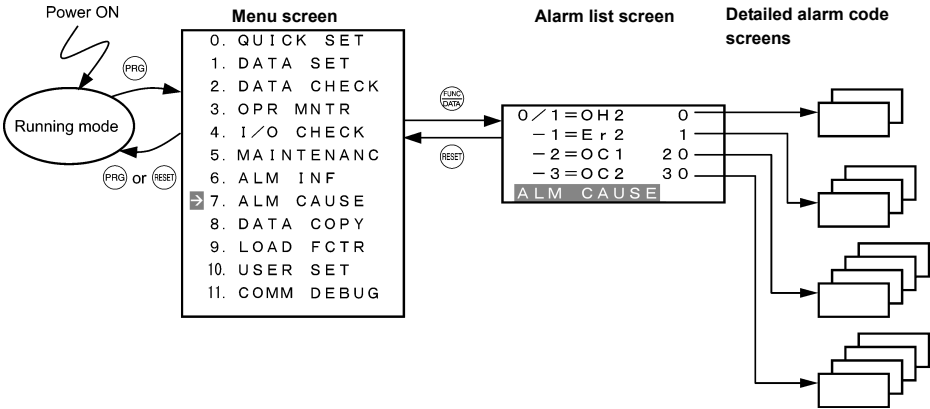 Power ON
Menu screen
Alarm list screen
Detailed alarm code
screens
PRG
Running mode
PRG or RESET
0. QUICK SET
1. DATA SET
2. DATA CHECK
3. OPR MNTR
4. I/O CHECK
5. MAINTENANC
6. ALM INF
→ 7. ALM CAUSE
8. DATA COPY
9. LOAD FCTR
10. USER SET
11. COMM DEBUG
FUNC
DATA
RESET
0/1=OH2 0
-1=Er2 1
-2=OC1 20
-3=OC2 30
ALM CAUSE